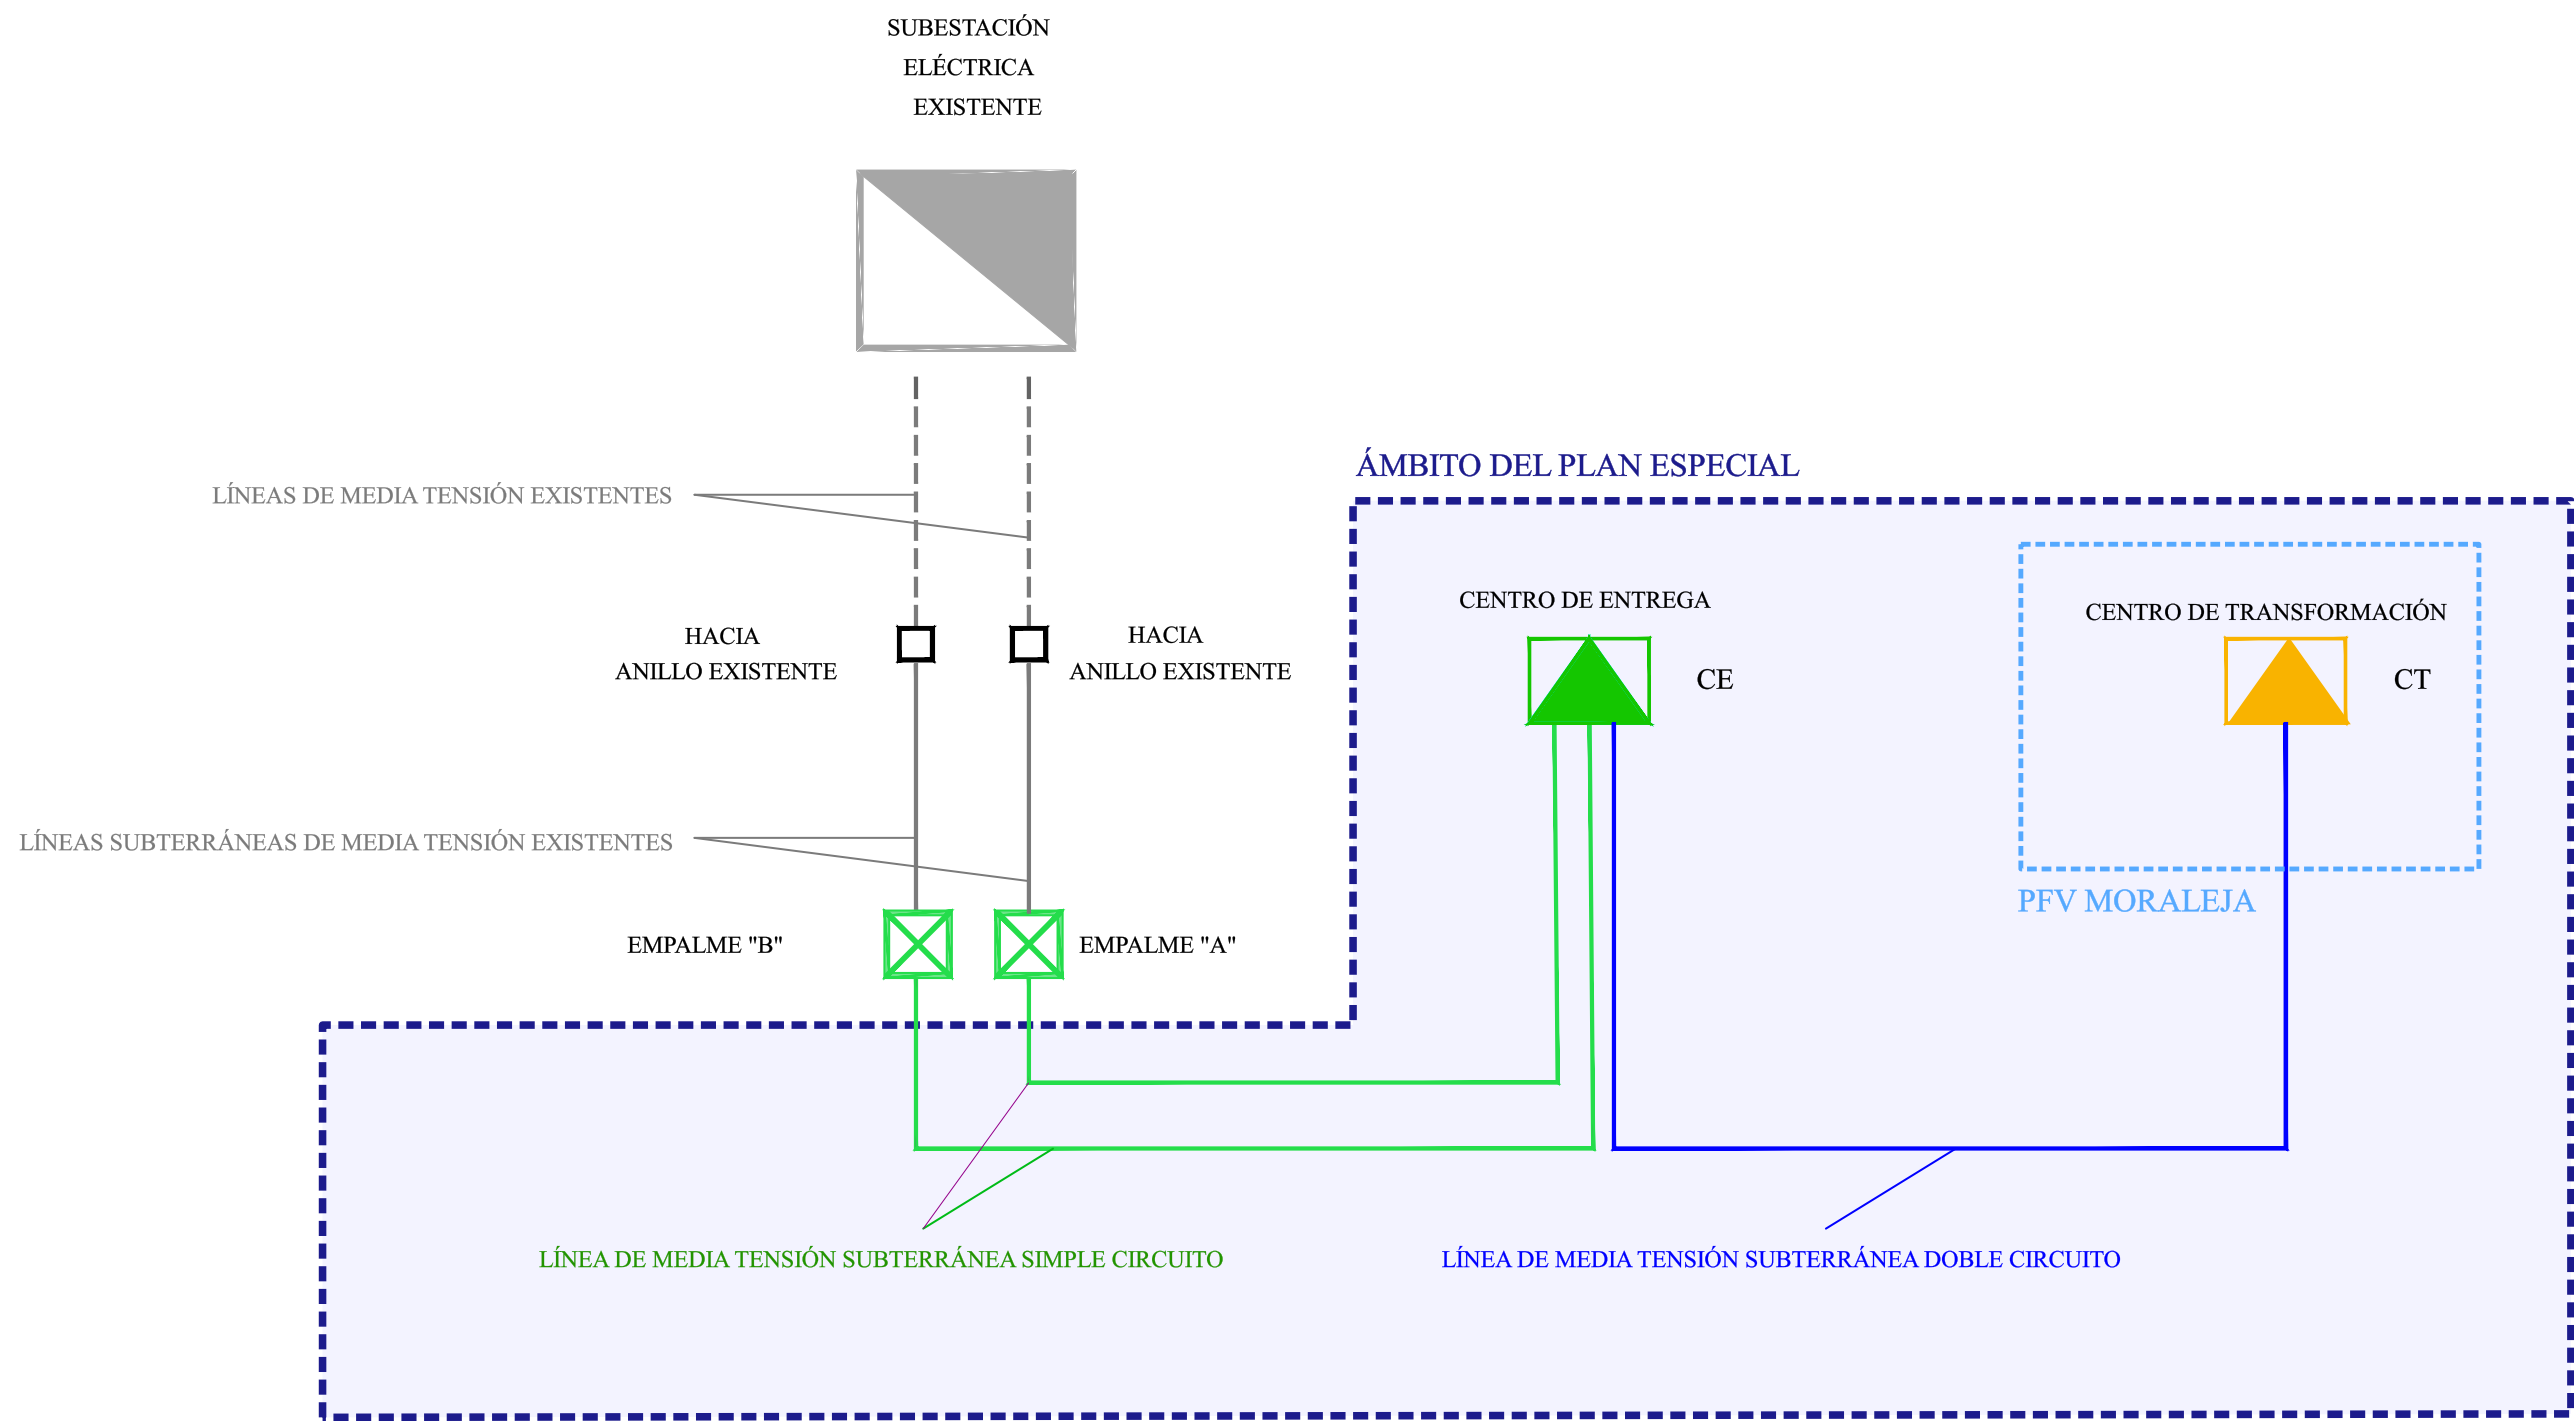 SUBESTACIÓN
ELÉCTRICA
EXISTENTE
ÁMBITO DEL PLAN ESPECIAL
LÍNEAS DE MEDIA TENSIÓN EXISTENTES
CENTRO DE ENTREGA
CENTRO DE TRANSFORMACIÓN
HACIA
ANILLO EXISTENTE
HACIA
ANILLO EXISTENTE
CE
CT
LÍNEAS SUBTERRÁNEAS DE MEDIA TENSIÓN EXISTENTES
PFV MORALEJA
EMPALME "B"
EMPALME "A"
LÍNEA DE MEDIA TENSIÓN SUBTERRÁNEA SIMPLE CIRCUITO
LÍNEA DE MEDIA TENSIÓN SUBTERRÁNEA DOBLE CIRCUITO